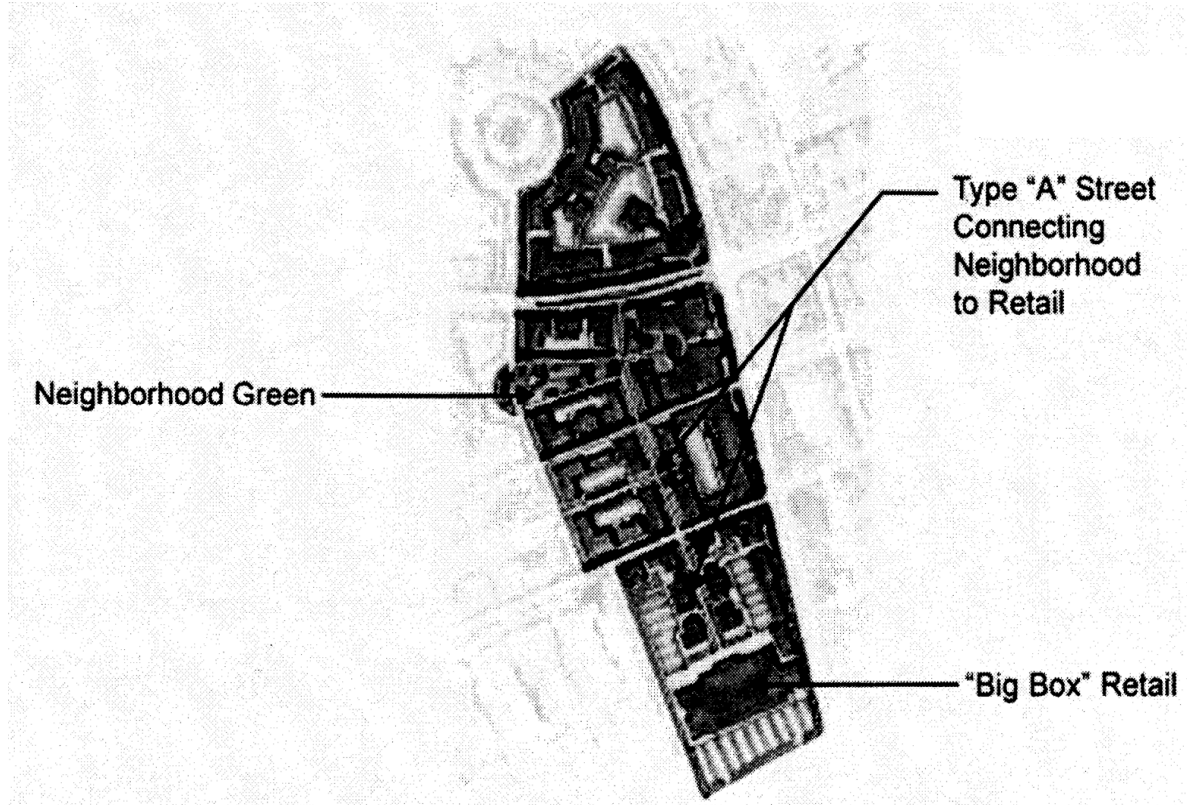 Type “A” Street
Connecting
Neighborhood
to Retail
Neighborhood Green
“Big Box” Retail